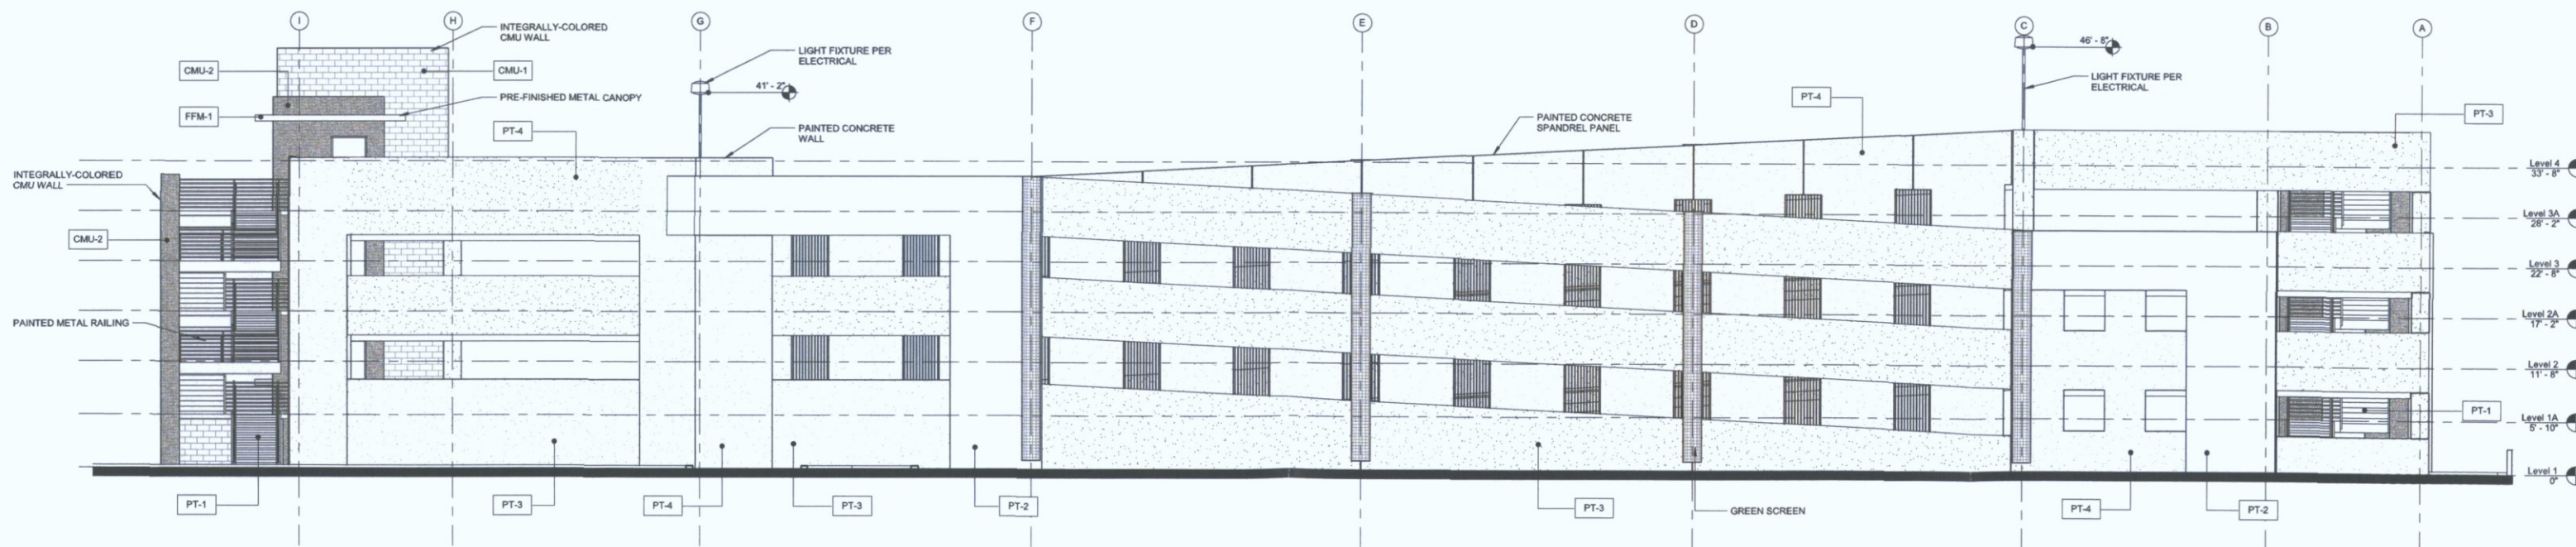 I
H
G
F
E
D
C
B
A
INTEGRALLY-COLORED
CMU WALL
CMU-2
CMU-1
FFM-1
PRE-FINISHED METAL CANOPY
PT-4
LIGHT FIXTURE PER
ELECTRICAL
41' - 2"
PAINTED CONCRETE
WALL
PAINTED CONCRETE
SPANDREL PANEL
PT-4
46' - 8"
LIGHT FIXTURE PER
ELECTRICAL
PT-3
INTEGRALLY-COLORED
CMU WALL
CMU-2
PAINTED METAL RAILING
Level 4
33' - 8"
Level 3A
28' - 2"
Level 3
22' - 8"
Level 2A
17' - 2"
Level 2
11' - 8"
PT-1
Level 1A
5' - 10"
Level 1
0"
PT-1
PT-3
PT-4
PT-3
PT-2
PT-3
GREEN SCREEN
PT-4
PT-2